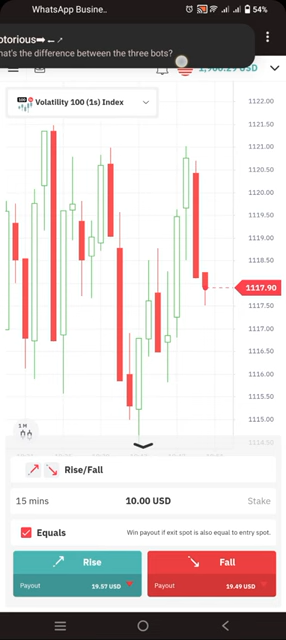 WhatsApp Busine..
54%
otorious
hat's the difference between the three bots?
1,908.29 USD
Volatility 100 (1s) Index
1122.00
1121.50
1121.00
1120.50
1120.00
1119.50
1119.00
1118.50
1117.90
1117.50
1117.00
1116.50
1116.00
1115.50
1115.00
1114.50
1 M
Rise/Fall
15 mins 10.00 USD Stake
Equals Win payout if exit spot is also equal to entry spot.
Rise Fall
Payout 19.57 USD Payout 19.49 USD